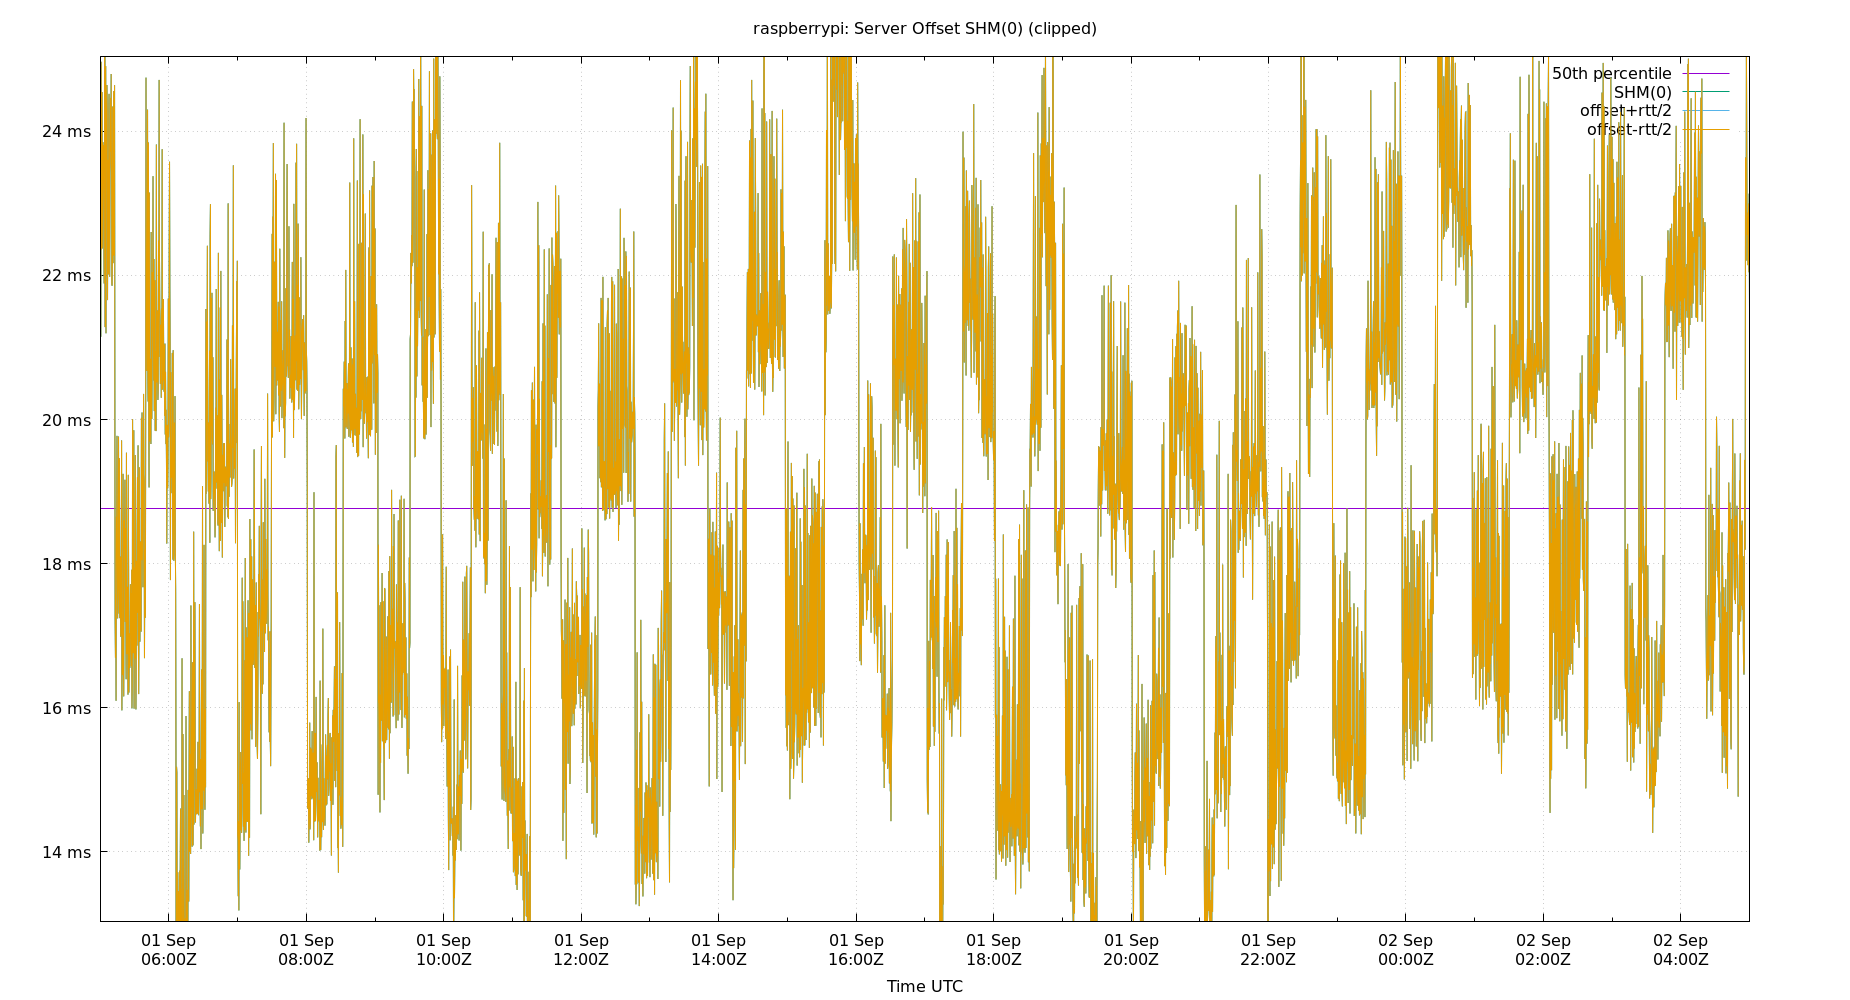 raspberrypi: Server Offset SHM(0) (clipped)
50th percentile
SHM(0)
offset+rtt/2
offset-rtt/2
24 ms
22 ms
20 ms
18 ms
16 ms
14 ms
01 Sep 01 Sep 01 Sep 01 Sep 01 Sep 01 Sep 01 Sep 01 Sep 01 Sep 02 Sep 02 Sep 02 Sep
06:00Z 08:00Z 10:00Z 12:00Z 14:00Z 16:00Z 18:00Z 20:00Z 22:00Z 00:00Z 02:00Z 04:00Z
Time UTC